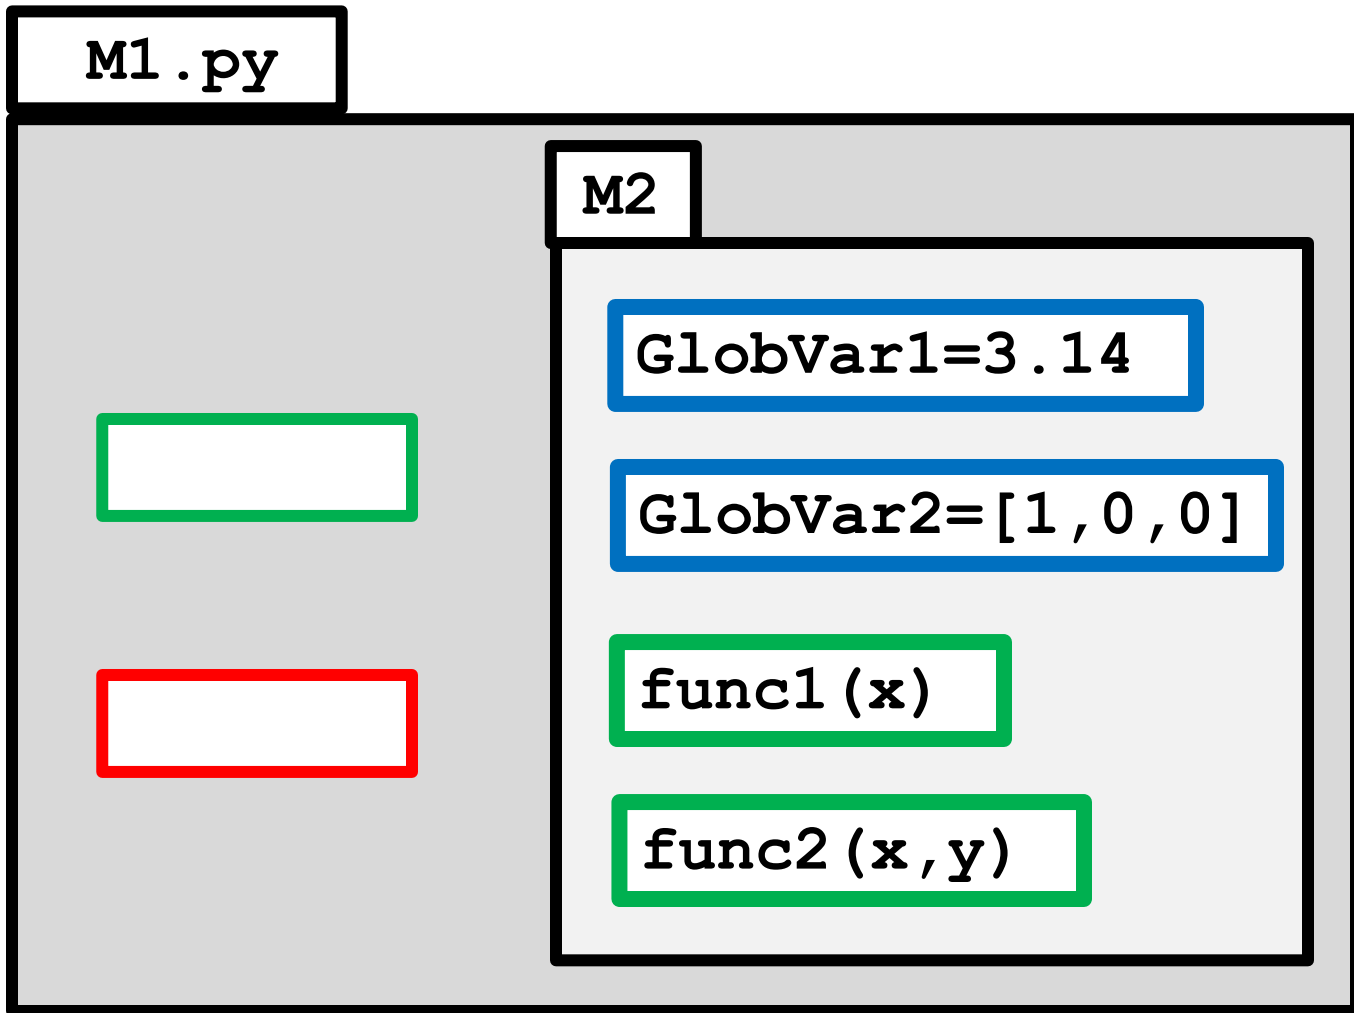 M1.py
M2
GlobVar1=3.14
GlobVar2=[1,0,0]
func1(x)
func2(x,y)